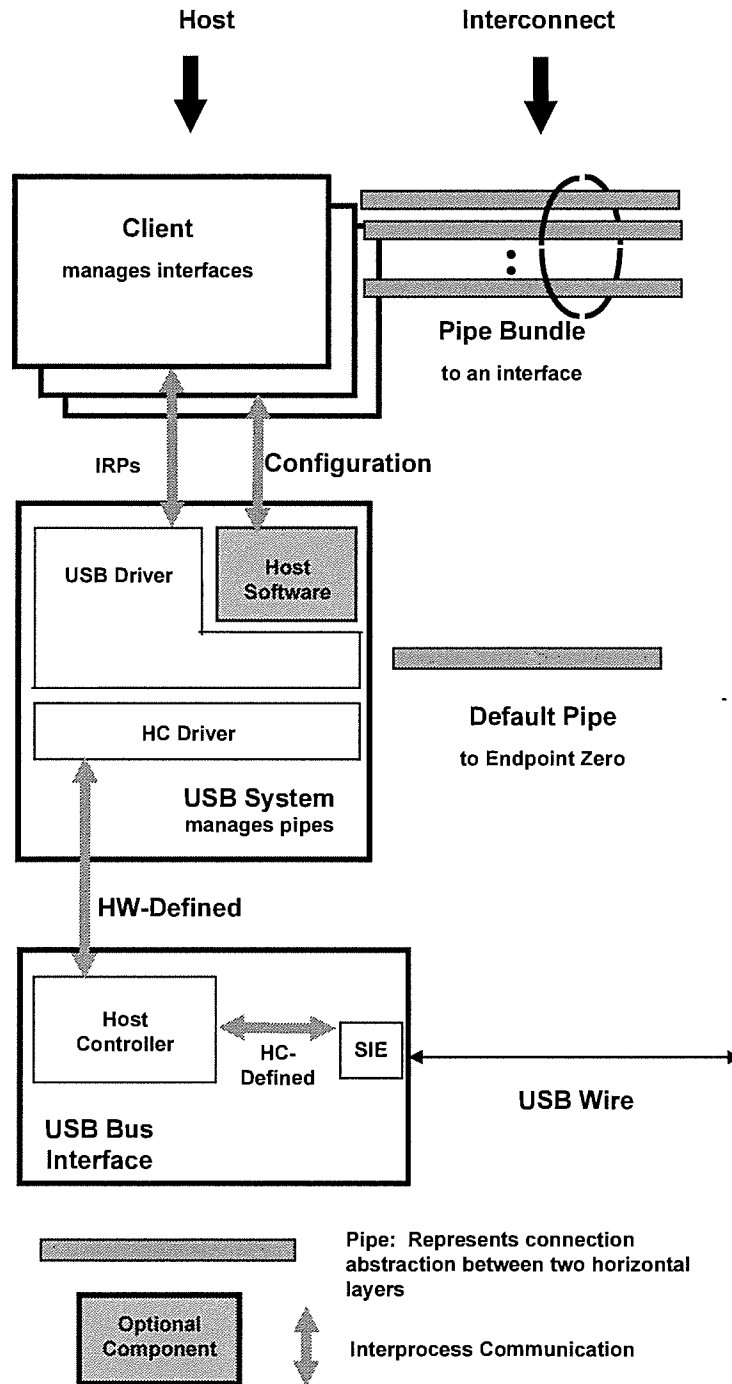 Host
Interconnect
Client
manages interfaces
Pipe Bundle
to an interface
IRPs
Configuration
USB Driver
Host
Software
HC Driver
USB System
manages pipes
Default Pipe
to Endpoint Zero
HW-Defined
Host
Controller
HC-
Defined
SIE
USB Wire
USB Bus
Interface
Pipe: Represents connection
abstraction between two horizontal
layers
Optional
Component
Interprocess Communication